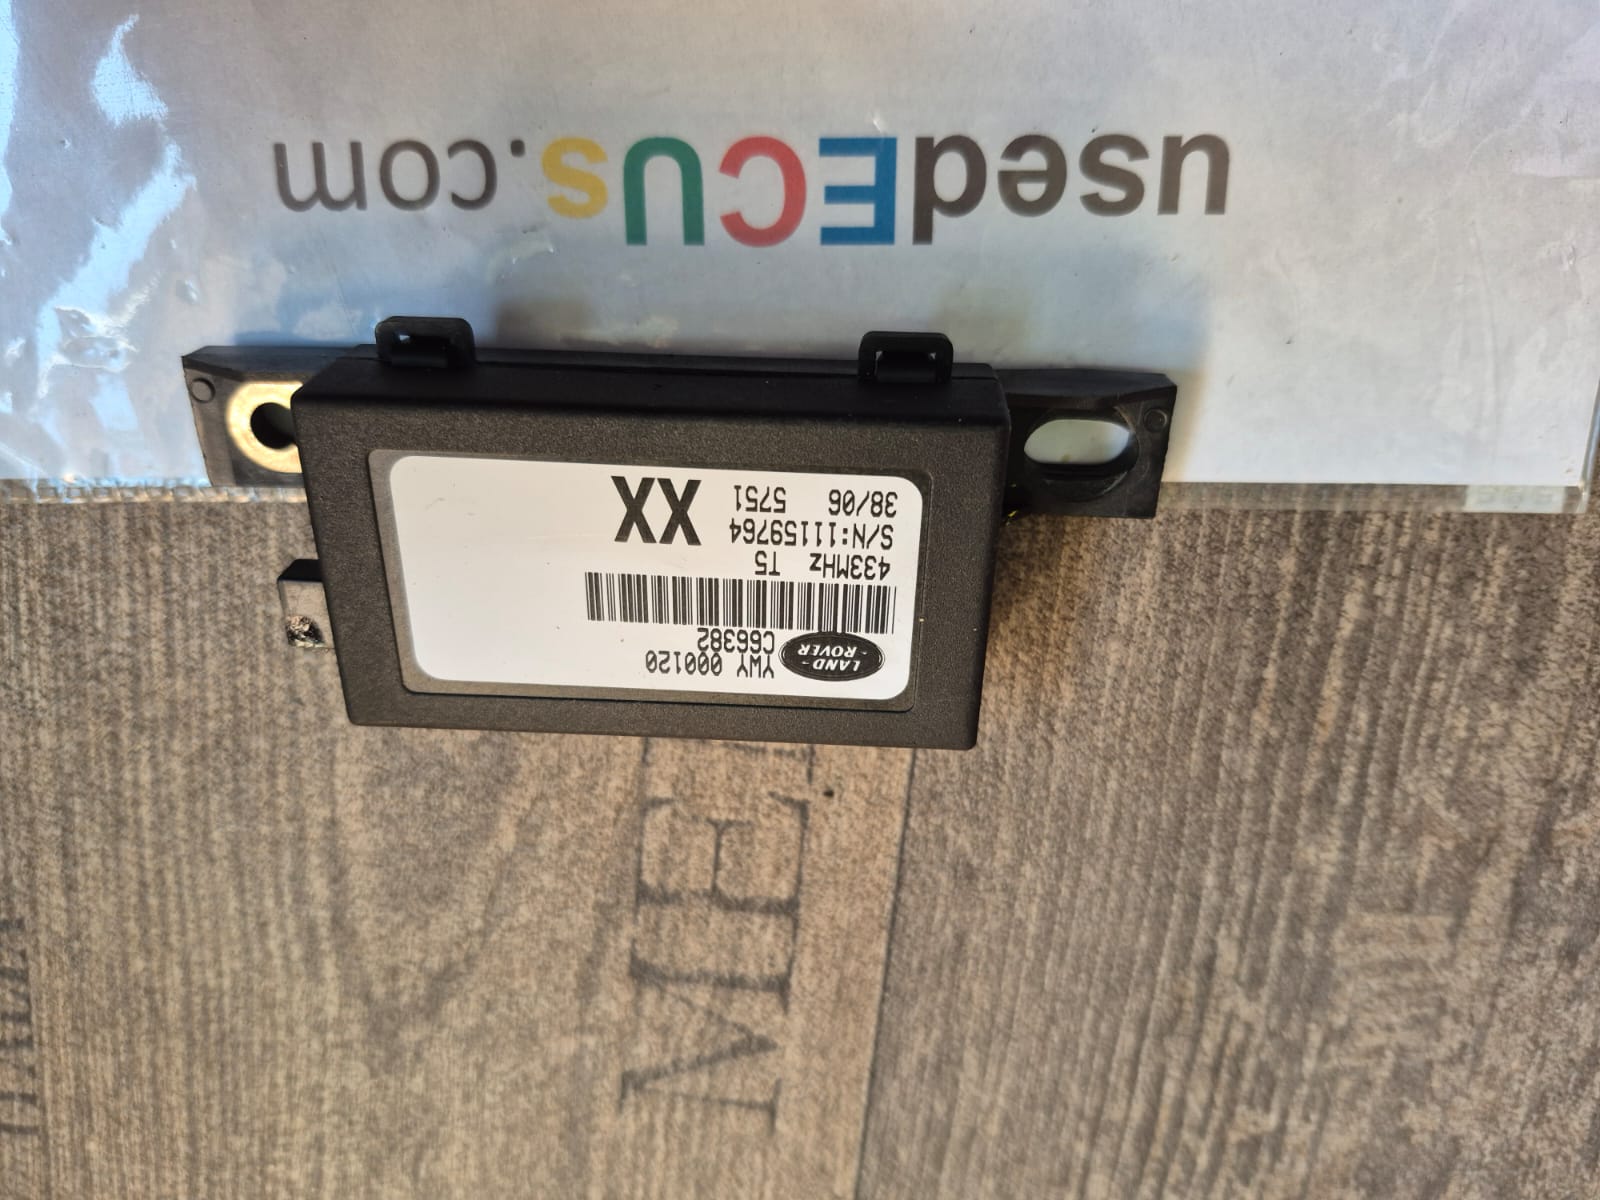 usedECUs.com
LAND-
-ROVER
YWY 000120
C66382
433MHz T5
S/N:11159764
38/06 5751
XX